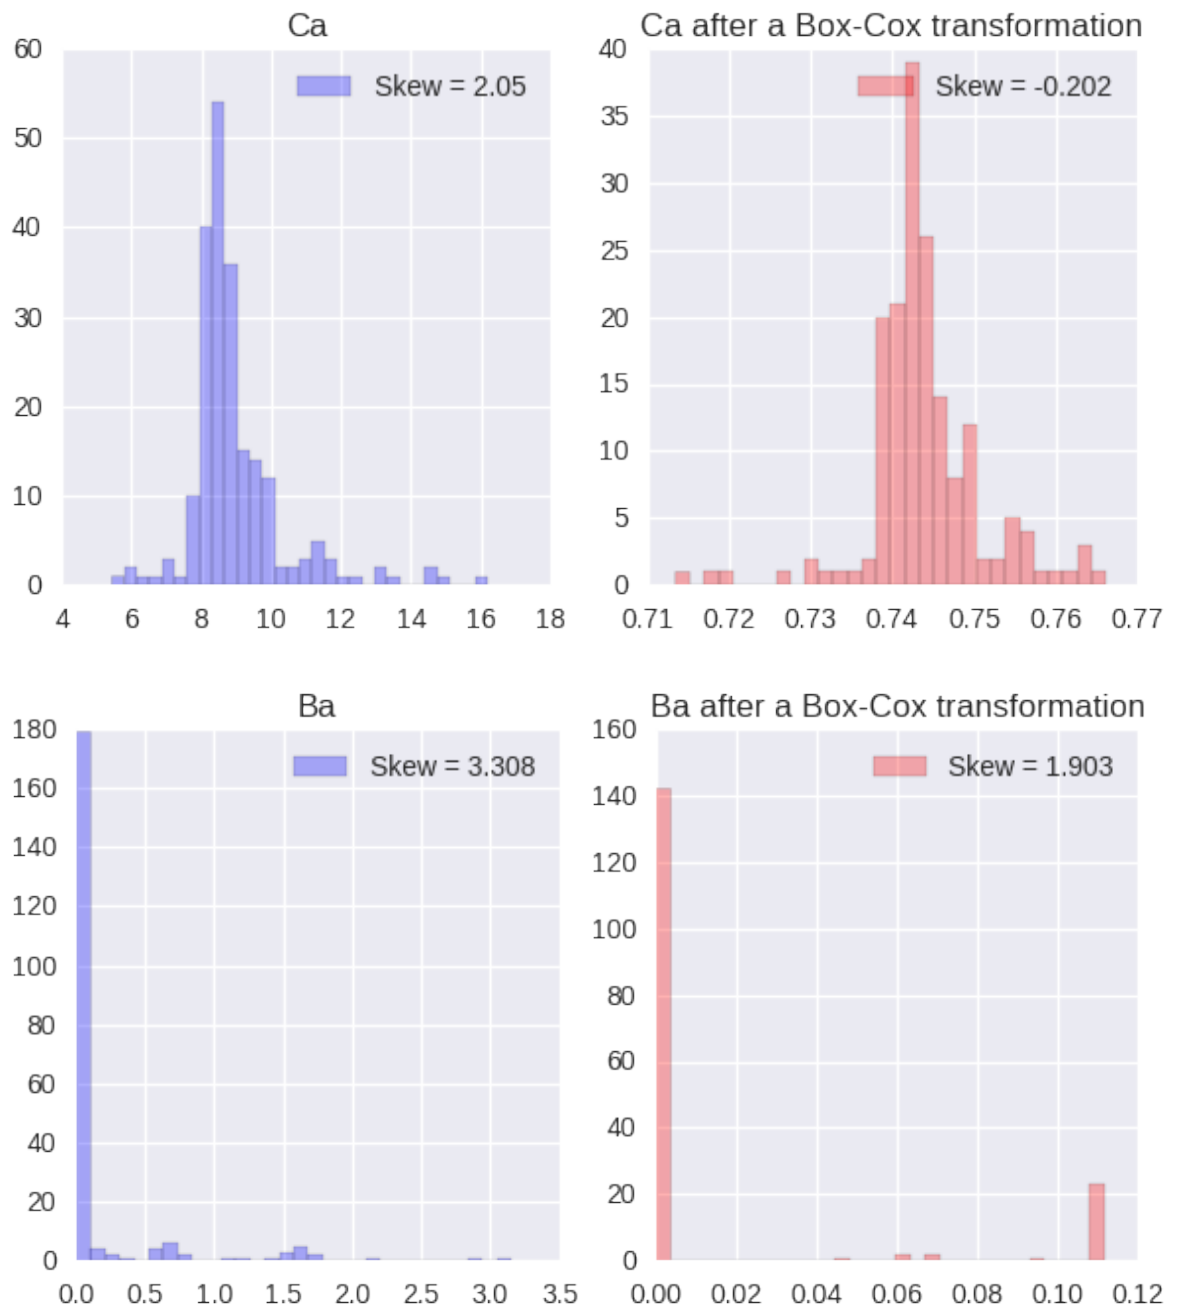 Ca
60
50
40
30
20
10
0
4 6 8 10 12 14 16 18
Skew = 2.05
Ca after a Box-Cox transformation
40
35
30
25
20
15
10
5
0
0.71 0.72 0.73 0.74 0.75 0.76 0.77
Skew = -0.202
Ba
180
160
140
120
100
80
60
40
20
0
0.0 0.5 1.0 1.5 2.0 2.5 3.0 3.5
Skew = 3.308
Ba after a Box-Cox transformation
160
140
120
100
80
60
40
20
0
0.00 0.02 0.04 0.06 0.08 0.10 0.12
Skew = 1.903